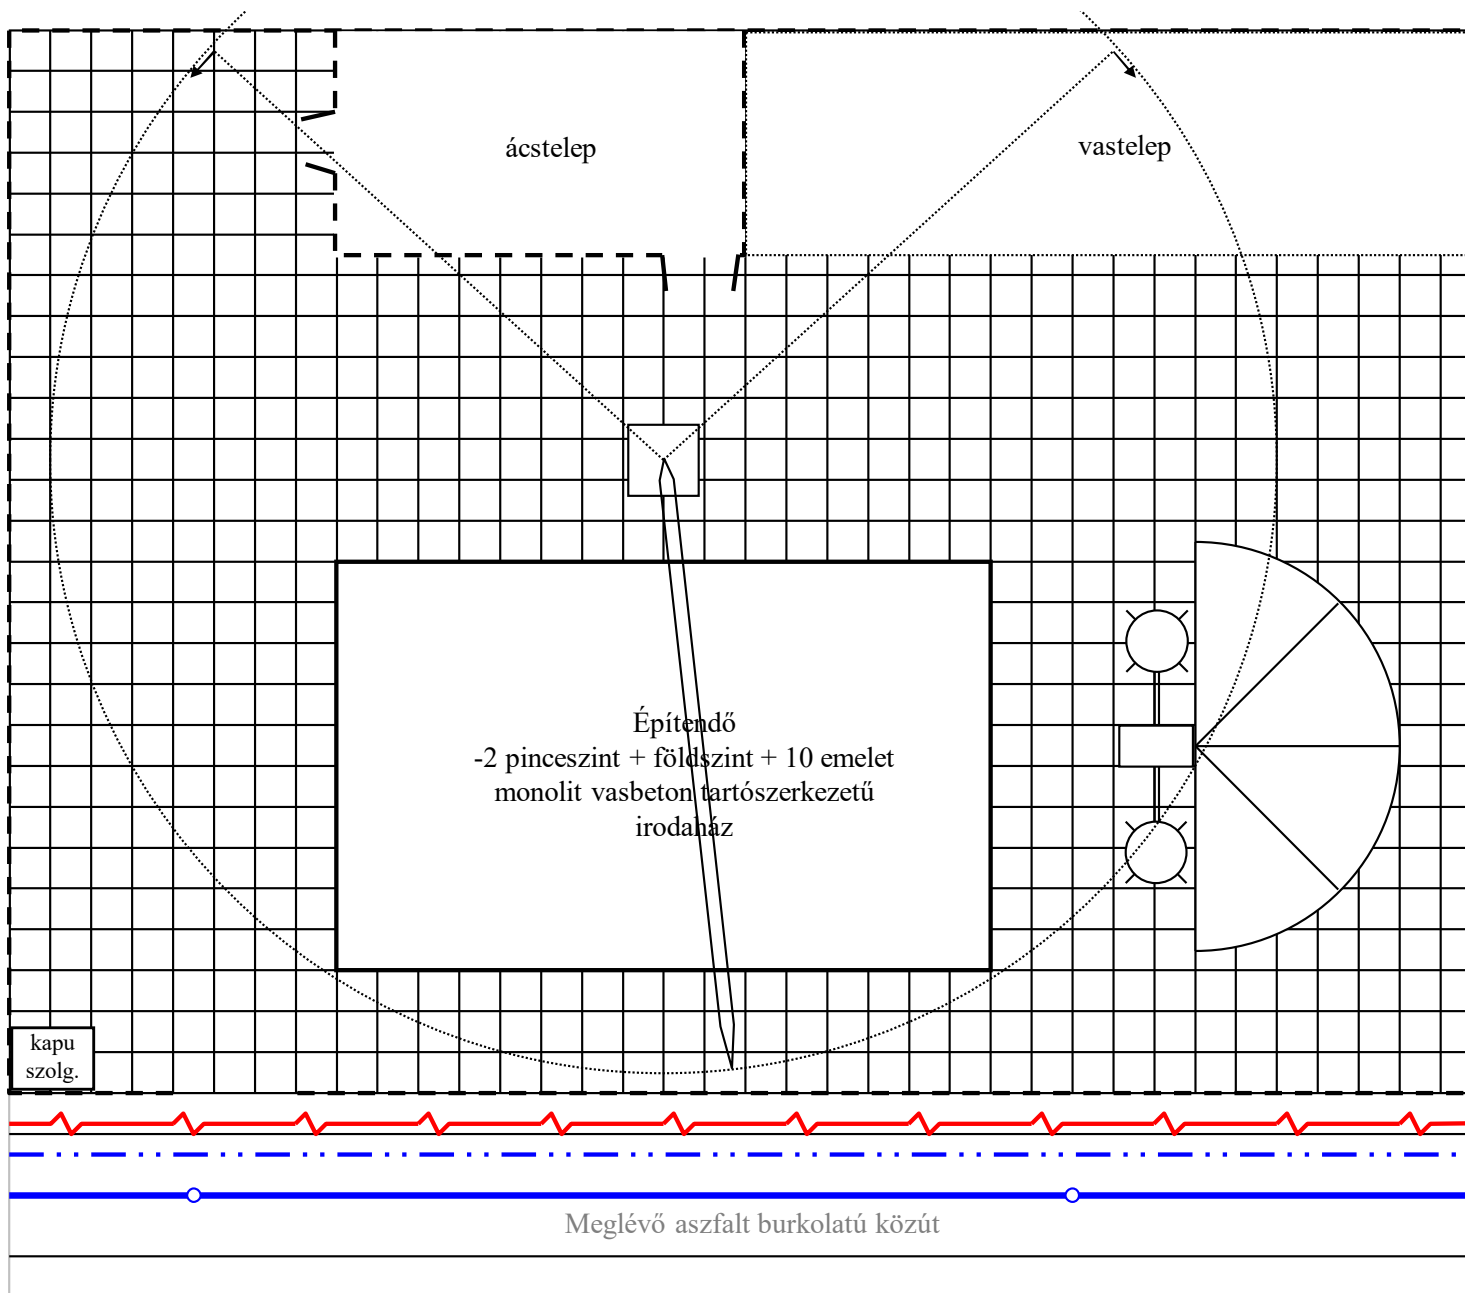 ácstelep
vastelep
Építendő
-2 pinceszint + földszint + 10 emelet
monolit vasbeton tartószerkezetű
irodaház
kapu
szolg.
Meglévő aszfalt burkolatú közút